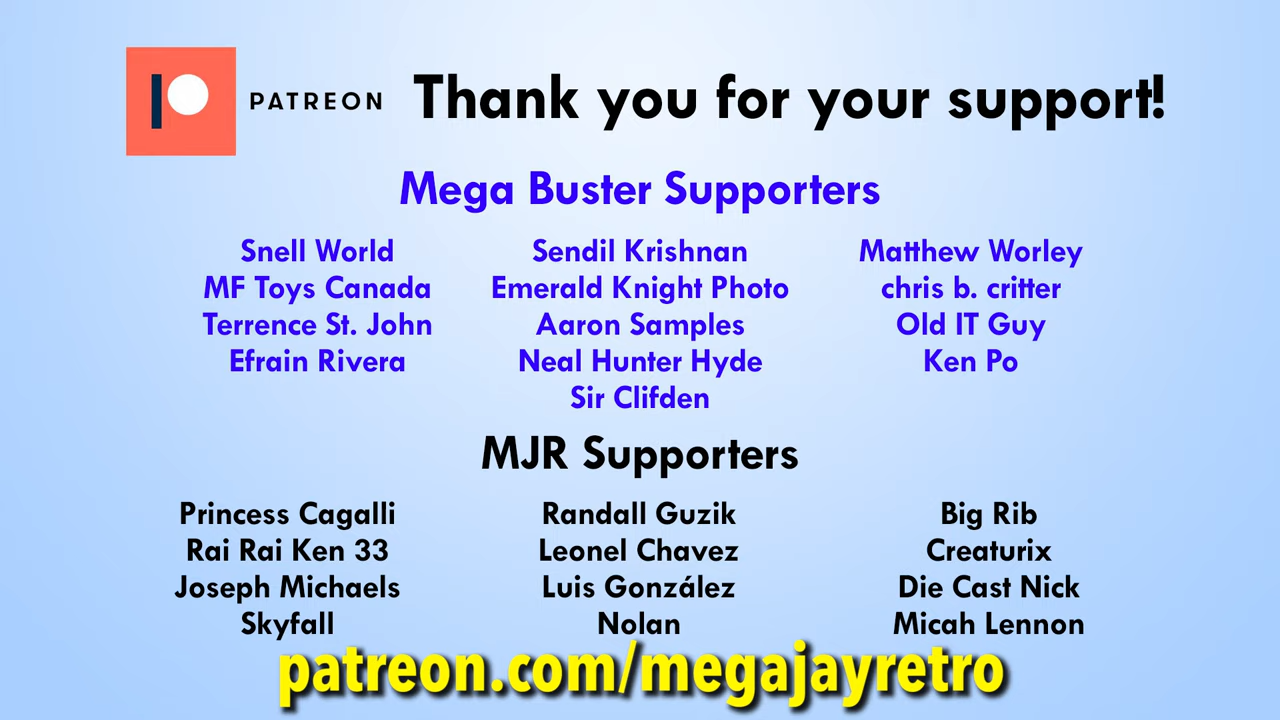 PATREON Thank you for your support!
Mega Buster Supporters
Snell World Sendil Krishnan Matthew Worley
MF Toys Canada Emerald Knight Photo chris b. critter
Terrence St. John Aaron Samples Old IT Guy
Efrain Rivera Neal Hunter Hyde Ken Po
Sir Clifden
MJR Supporters
Princess Cagalli Randall Guzik Big Rib
Rai Rai Ken 33 Leonel Chavez Creaturix
Joseph Michaels Luis González Die Cast Nick
Skyfall Nolan Micah Lennon
patreon.com/megajayretro